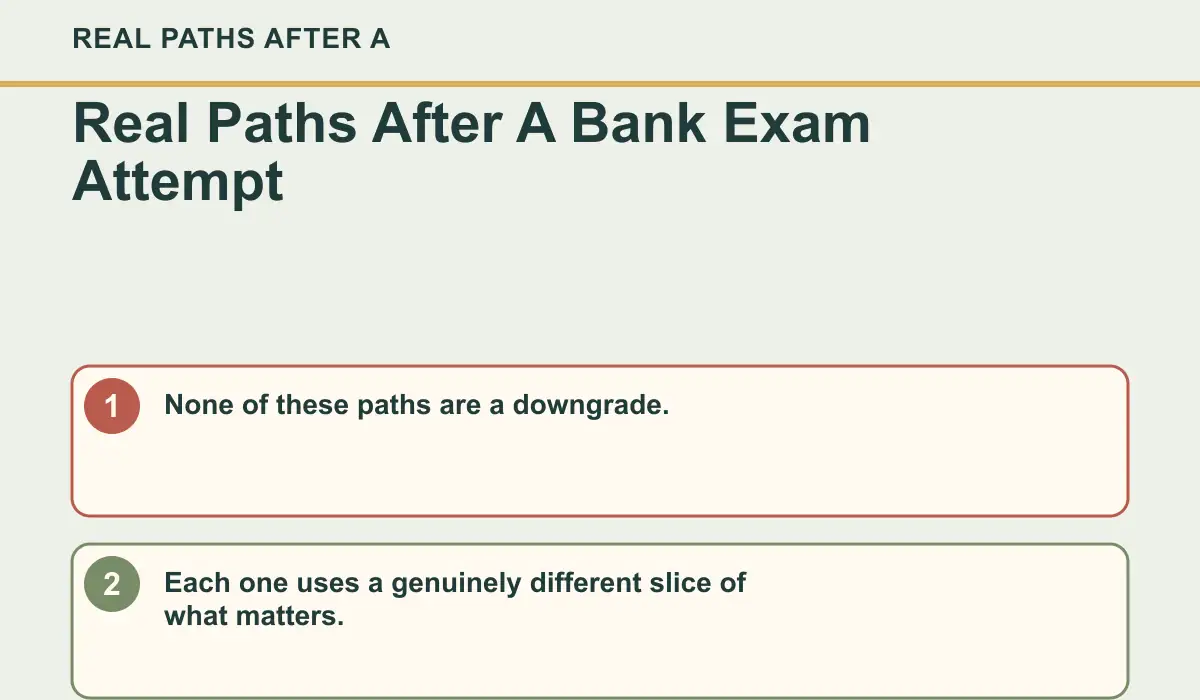 REAL PATHS AFTER A
Real Paths After A Bank Exam
Attempt
1
None of these paths are a downgrade.
2
Each one uses a genuinely different slice of
what matters.